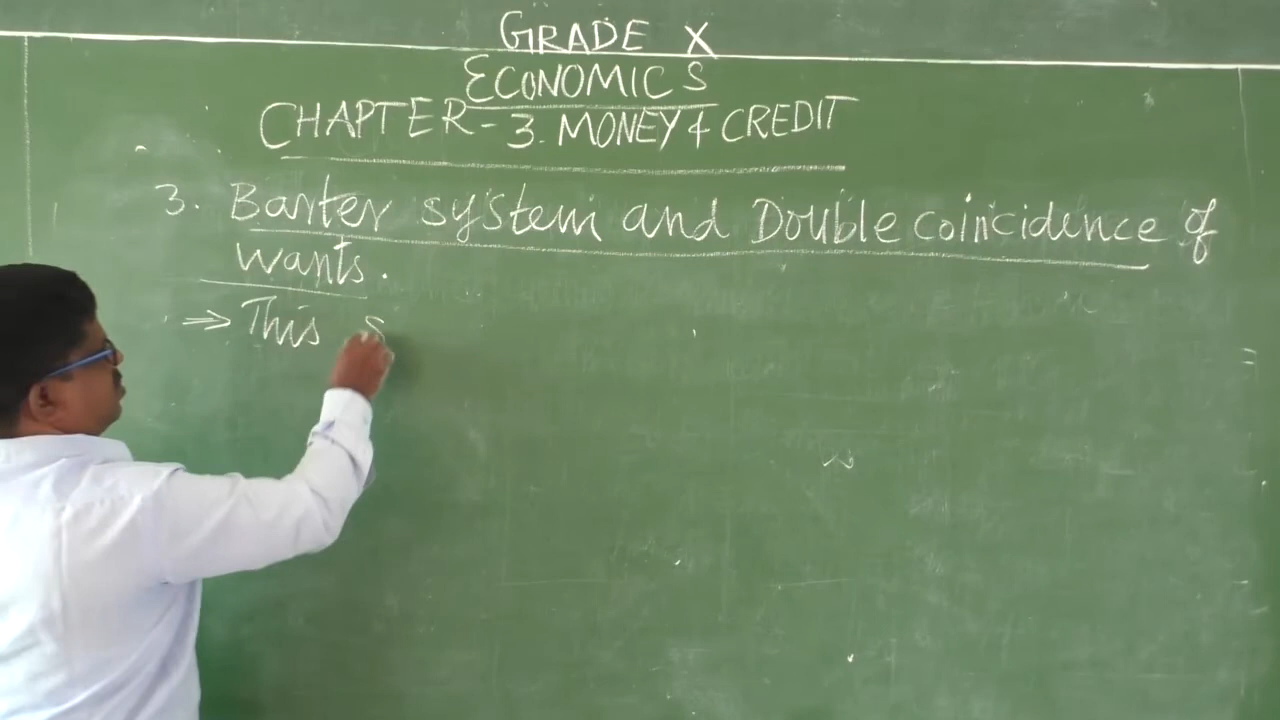 GRADE X
ECONOMICS
CHAPTER-3. MONEY & CREDIT
3. Barter system and Double coincidence of
wants.
⇒ This s